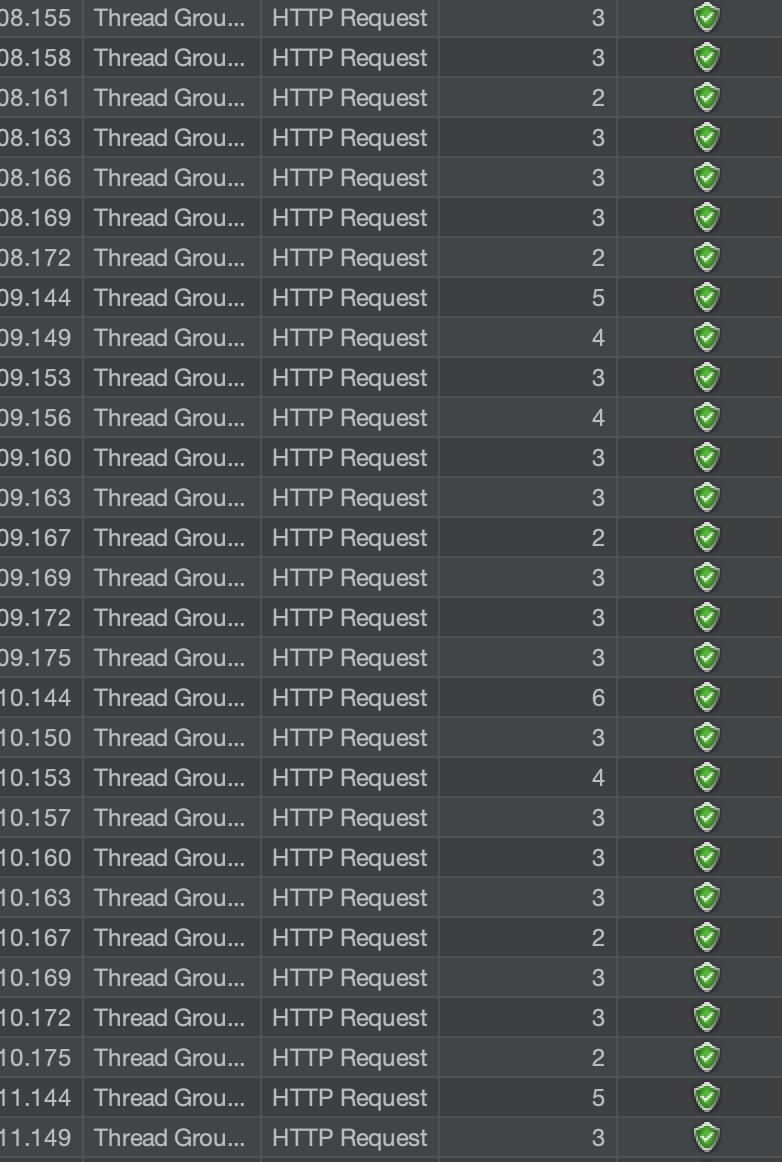 08.155 Thread Grou... HTTP Request 3
08.158 Thread Grou... HTTP Request 3
08.161 Thread Grou... HTTP Request 2
08.163 Thread Grou... HTTP Request 3
08.166 Thread Grou... HTTP Request 3
08.169 Thread Grou... HTTP Request 3
08.172 Thread Grou... HTTP Request 2
09.144 Thread Grou... HTTP Request 5
09.149 Thread Grou... HTTP Request 4
09.153 Thread Grou... HTTP Request 3
09.156 Thread Grou... HTTP Request 4
09.160 Thread Grou... HTTP Request 3
09.163 Thread Grou... HTTP Request 3
09.167 Thread Grou... HTTP Request 2
09.169 Thread Grou... HTTP Request 3
09.172 Thread Grou... HTTP Request 3
09.175 Thread Grou... HTTP Request 3
10.144 Thread Grou... HTTP Request 6
10.150 Thread Grou... HTTP Request 3
10.153 Thread Grou... HTTP Request 4
10.157 Thread Grou... HTTP Request 3
10.160 Thread Grou... HTTP Request 3
10.163 Thread Grou... HTTP Request 3
10.167 Thread Grou... HTTP Request 2
10.169 Thread Grou... HTTP Request 3
10.172 Thread Grou... HTTP Request 3
10.175 Thread Grou... HTTP Request 2
11.144 Thread Grou... HTTP Request 5
11.149 Thread Grou... HTTP Request 3